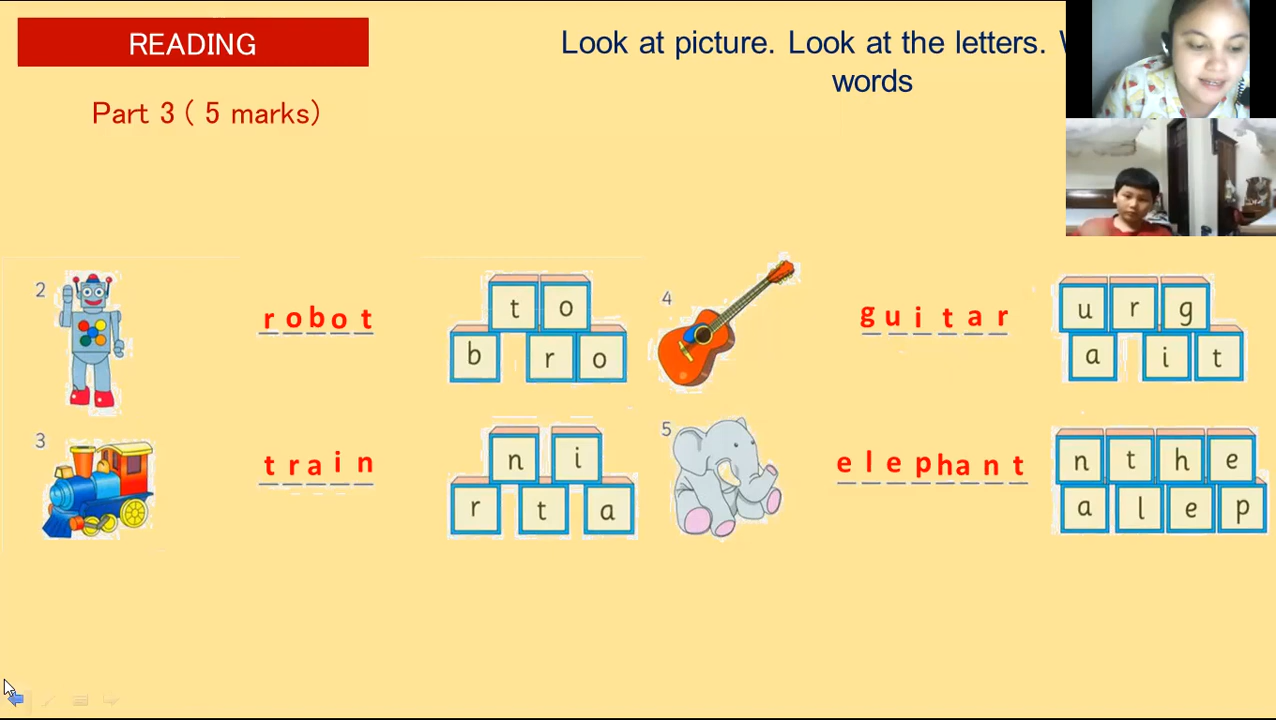 READING
Look at picture. Look at the letters.
words
Part 3 ( 5 marks)
2
robot
t o
b r o
4
guitar
u r g
a i t
3
train
n i
r t a
5
elephant
n t h e
a l e p